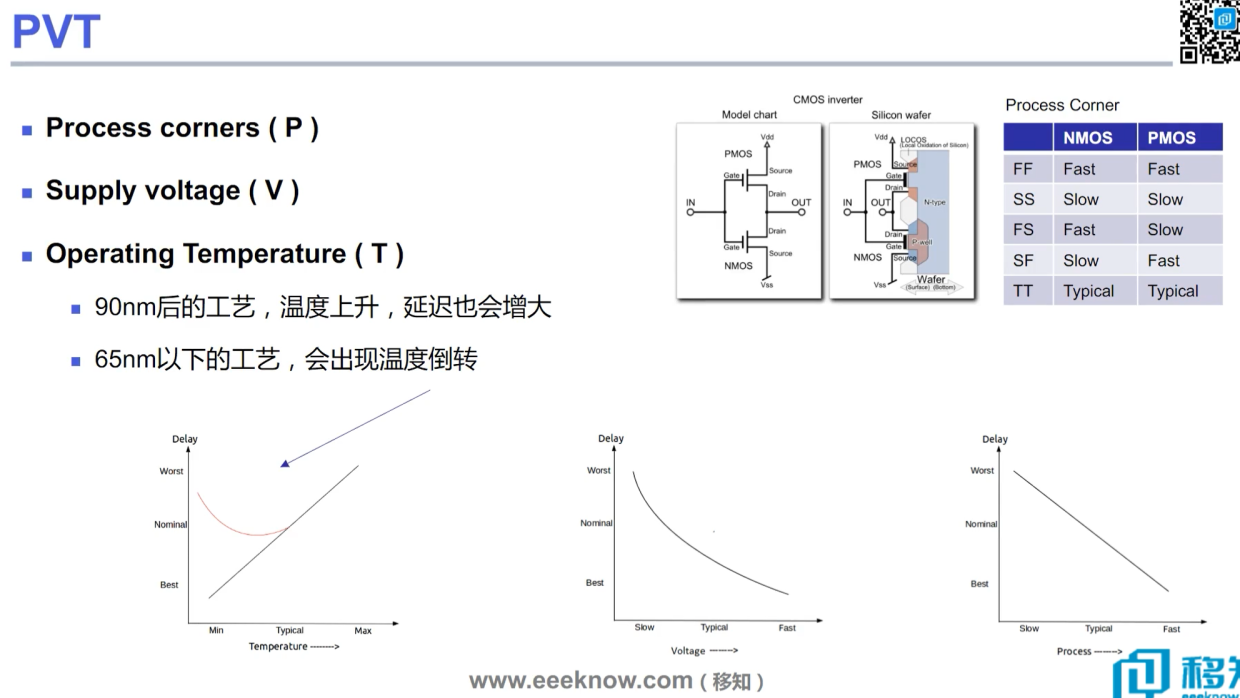 PVT
Process corners ( P )
Supply voltage ( V )
Operating Temperature ( T )
90nm后的工艺，温度上升，延迟也会增大
65nm以下的工艺，会出现温度倒转
CMOS inverter
Model chart
Vdd
PMOS
Source
Gate
Drain
IN
OUT
Drain
Gate
Source
NMOS
Vss
Silicon wafer
Vdd
LOCOS
(Local Oxidation of Silicon)
PMOS
Source
Gate
Drain
IN
OUT
N-type
Drain
P-well
Gate
NMOS
Source
Vss
Wafer
(Surface) (Bottom)
Process Corner
NMOS PMOS
FF Fast Fast
SS Slow Slow
FS Fast Slow
SF Slow Fast
TT Typical Typical
Delay
Worst
Nominal
Best
Min Typical Max
Temperature ------->
Delay
Worst
Nominal
Best
Slow Typical Fast
Voltage ------->
Delay
Worst
Nominal
Best
Slow Typical Fast
Process ------->
www.eeeknow.com（移知）